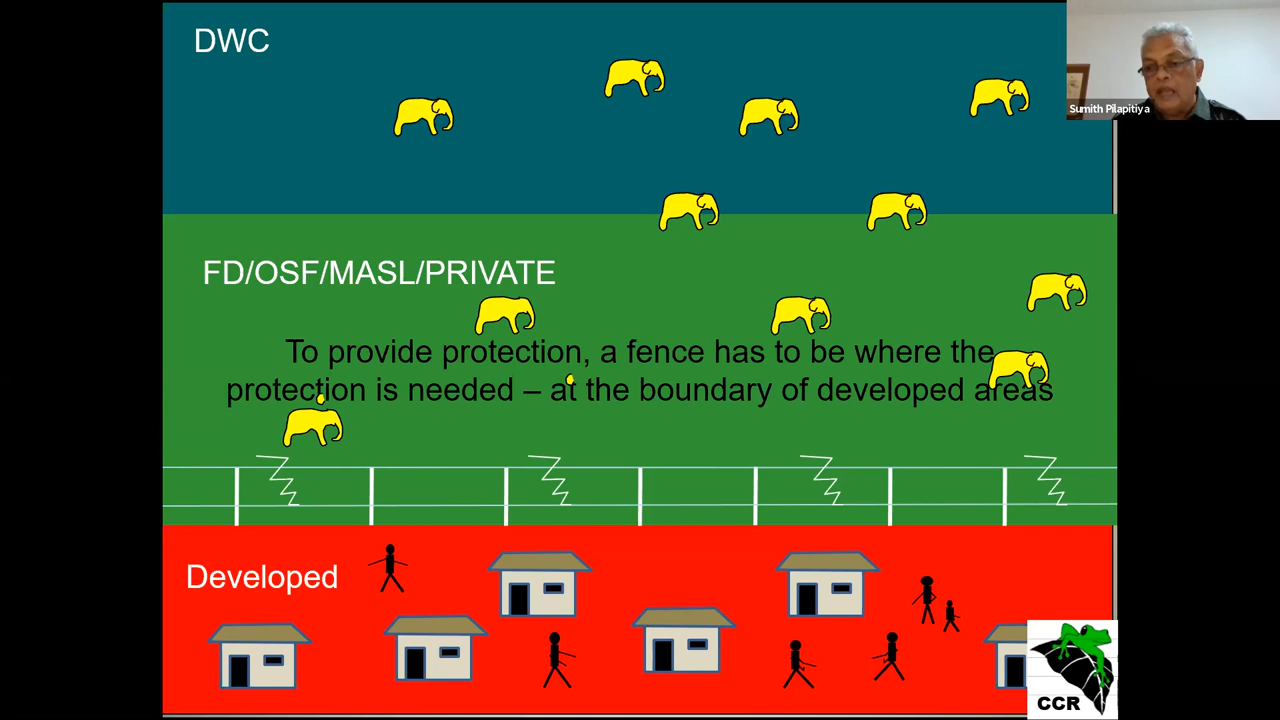 DWC
Sumith Pilapitiya
FD/OSF/MASL/PRIVATE
To provide protection, a fence has to be where the
protection is needed – at the boundary of developed areas
Developed
CCR